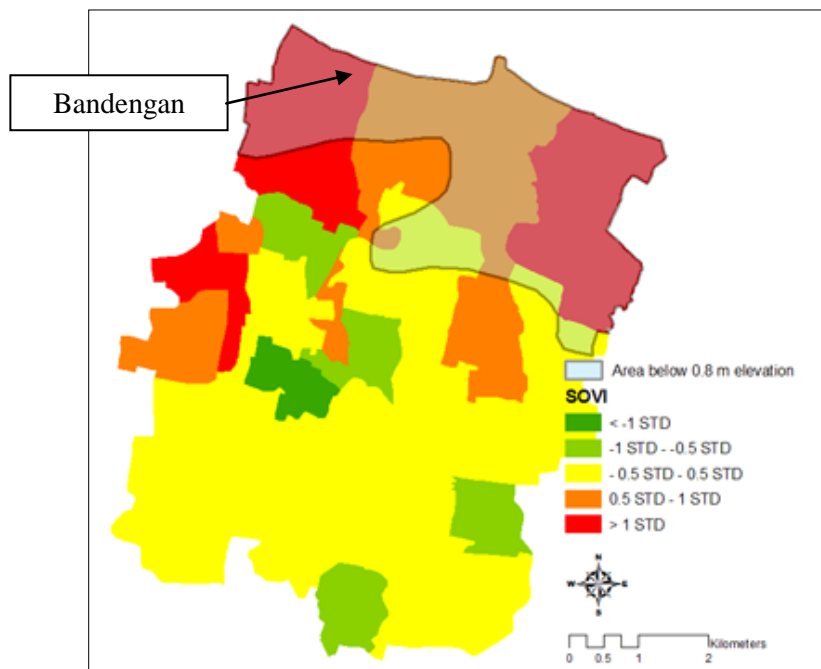 Bandengan
Area below 0.8 m elevation
SOVI
< -1 STD
-1 STD - -0.5 STD
- 0.5 STD - 0.5 STD
0.5 STD - 1 STD
> 1 STD
N
W E
S
Kilometers
0 0.5 1 2